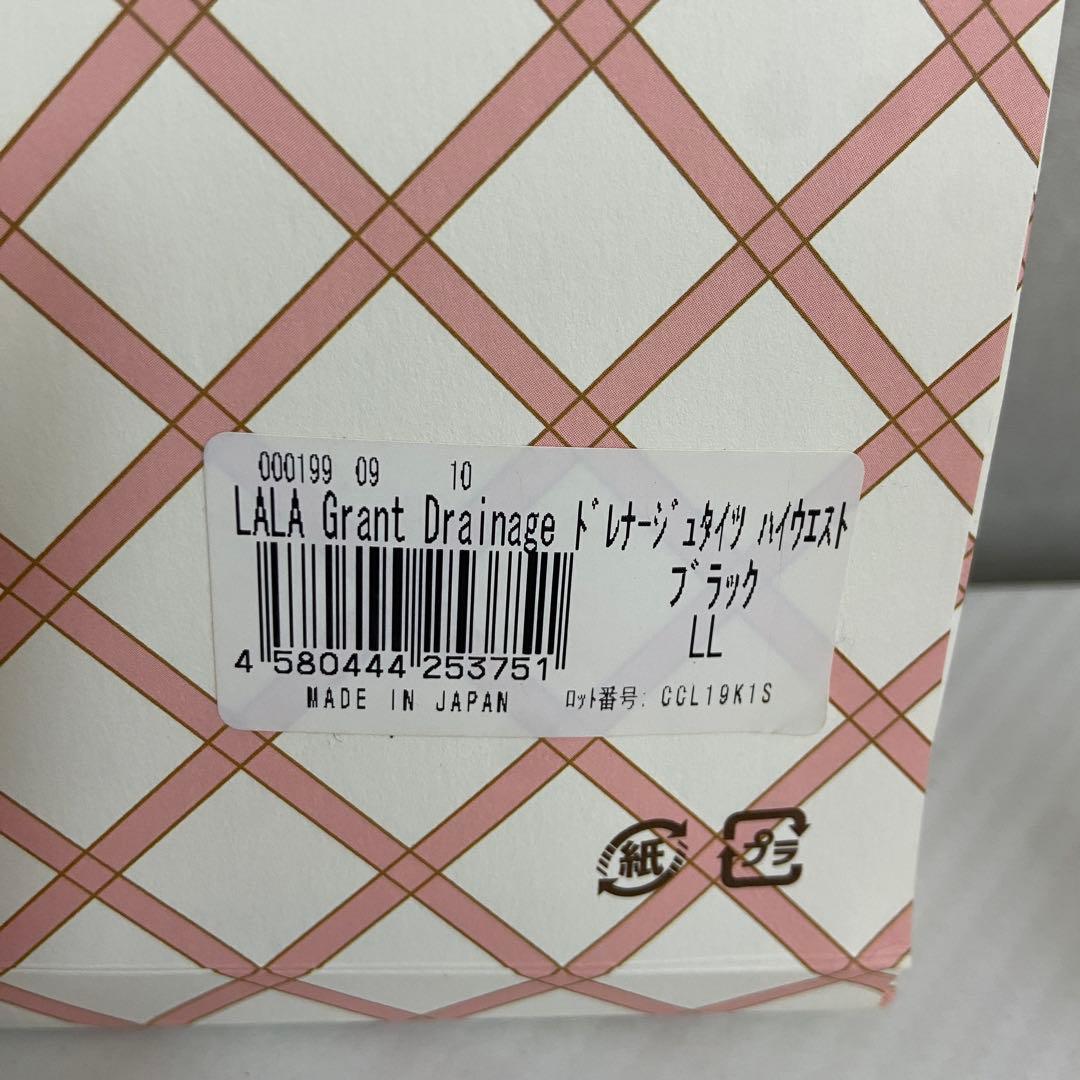 000199 09 10
LALA Grant Drainage ﾄﾞﾚﾅｰｼﾞｭﾀｲﾂ ﾊｲｳｴｽﾄ
ﾌﾞﾗｯｸ
LL
4 580444 253751
MADE IN JAPAN ﾛｯﾄ番号: CCL19K1S
紙 プラ